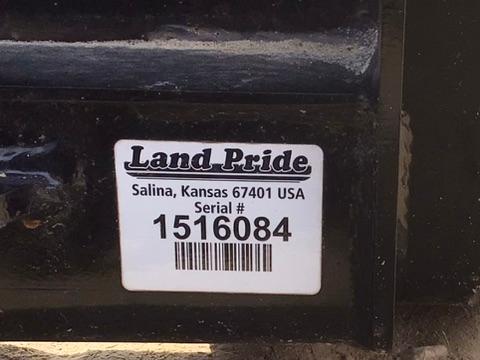 Land Pride
Salina, Kansas 67401 USA
Serial #
1516084